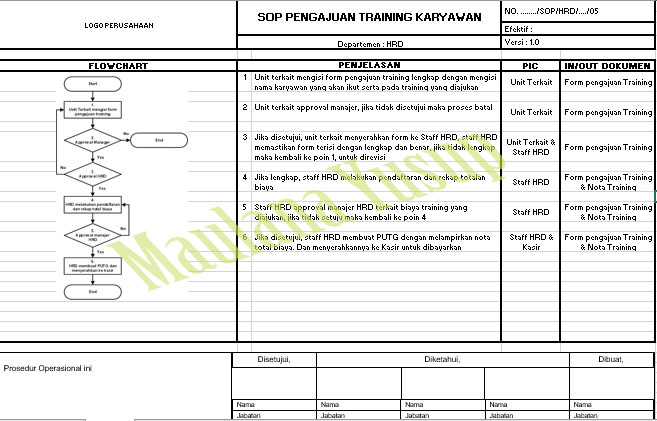 LOGO PERUSAHAAN
SOP PENGAJUAN TRAINING KARYAWAN
Departemen : HRD
NO. ......../SOP/HRD/..../05
Efektif :
Versi : 1.0
FLOWCHART
PENJELASAN
PIC
IN/OUT DOKUMEN
Start
1.
Unit Terkait mengisi form
pengajuan training
2.
Approval Manager
No
End
Yes
No
3.
Approval HRD
Yes
4.
HRD melakukan pendaftaran
dan rekap total biaya
5.
Approval manajer
HRD
No
Yes
6.
HRD membuat PUTG dan
menyerahkan ke kasir
End
1 Unit terkait mengisi form pengajuan training lengkap dengan mengisi
nama karyawan yang akan ikut serta pada training yang diajukan
Unit Terkait
Form pengajuan Training
2 Unit terkait approval manajer, jika tidak disetujui maka proses batal
Unit Terkait
Form pengajuan Training
3 Jika disetujui, unit terkait menyerahkan form ke Staff HRD, staff HRD
memastikan form terisi dengan lengkap dan benar, jika tidak lengkap
maka kembali ke poin 1, untuk direvisi
Unit Terkait &
Staff HRD
Form pengajuan Training
4 Jika lengkap, staff HRD melakukan pendaftaran dan rekap totalan
biaya
Staff HRD
Form pengajuan Training
& Nota Training
5 Staff HRD approval manajer HRD terkait biaya training yang
diajukan, jika tidak setuju maka kembali ke poin 4
Staff HRD
Form pengajuan Training
& Nota Training
6 Jika disetujui, staff HRD membuat PUTG dengan melampirkan nota
total biaya. Dan menyerahkannya ke Kasir untuk dibayarkan
Staff HRD &
Kasir
Form pengajuan Training
& Nota Training
Maulana Yusup
Prosedur Operasional ini
Disetujui,
Diketahui,
Dibuat,
Nama
Nama
Nama
Nama
Nama
Jabatan
Jabatan
Jabatan
Jabatan
Jabatan